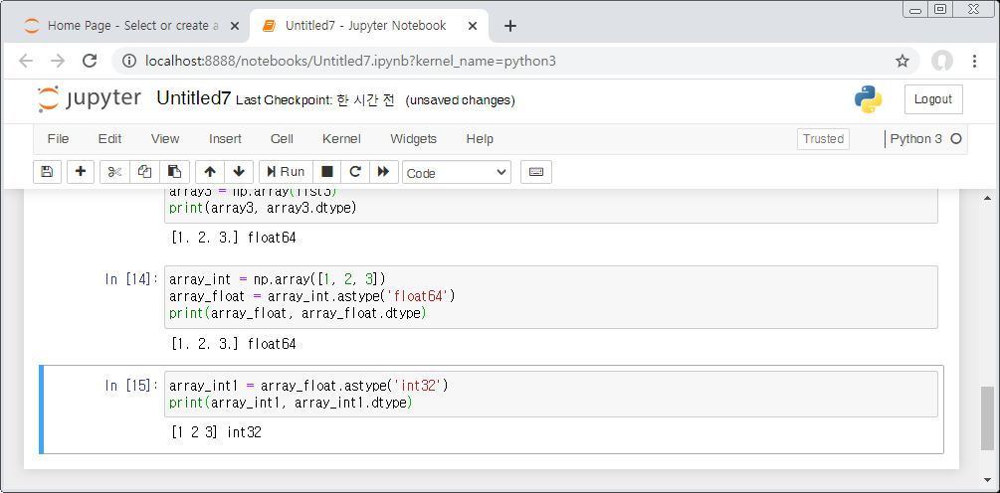 Home Page - Select or create a
Untitled7 - Jupyter Notebook
localhost:8888/notebooks/Untitled7.ipynb?kernel_name=python3
jupyter Untitled7 Last Checkpoint: 한 시간 전 (unsaved changes)
Logout
File Edit View Insert Cell Kernel Widgets Help Trusted Python 3
Run Code
array3 = np.array(list3)
print(array3, array3.dtype)
[1. 2. 3.] float64
In [14]: array_int = np.array([1, 2, 3])
array_float = array_int.astype('float64')
print(array_float, array_float.dtype)
[1. 2. 3.] float64
In [15]: array_int1 = array_float.astype('int32')
print(array_int1, array_int1.dtype)
[1 2 3] int32